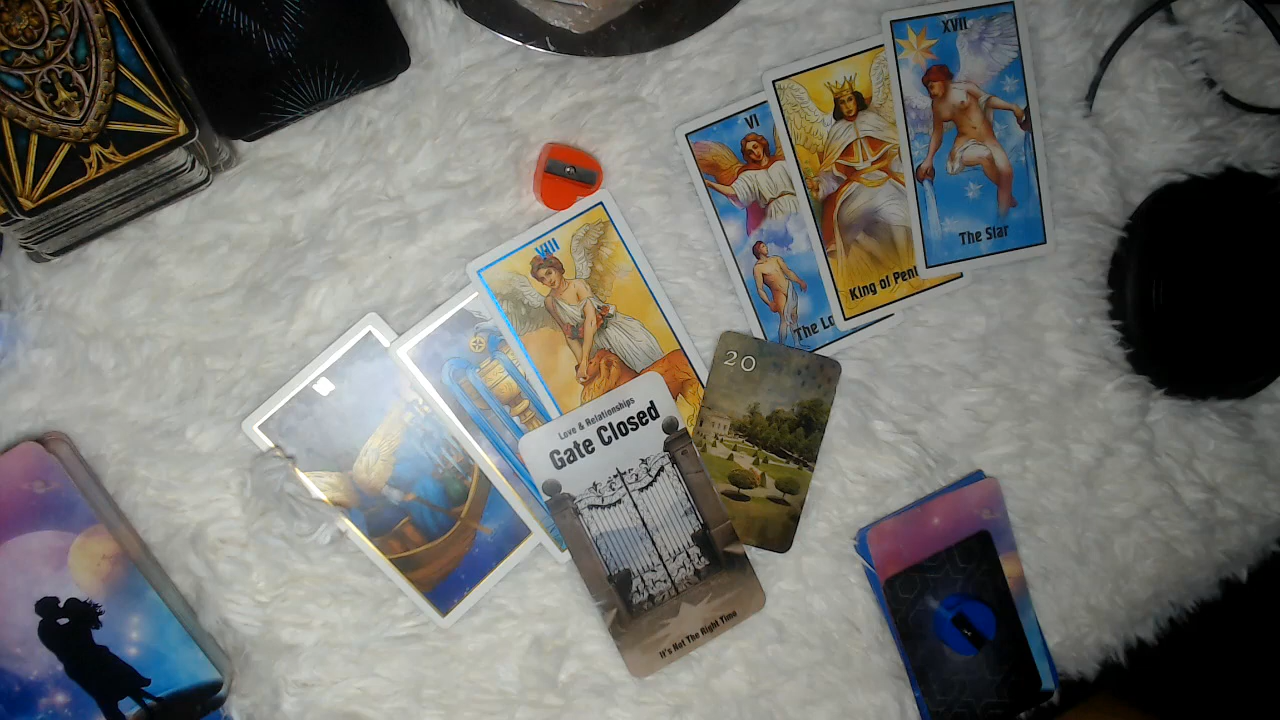 XVII
The Star
VI
The Lo
King of Pent
VIII
20
Love & Relationships
Gate Closed
It's Not The Right Time